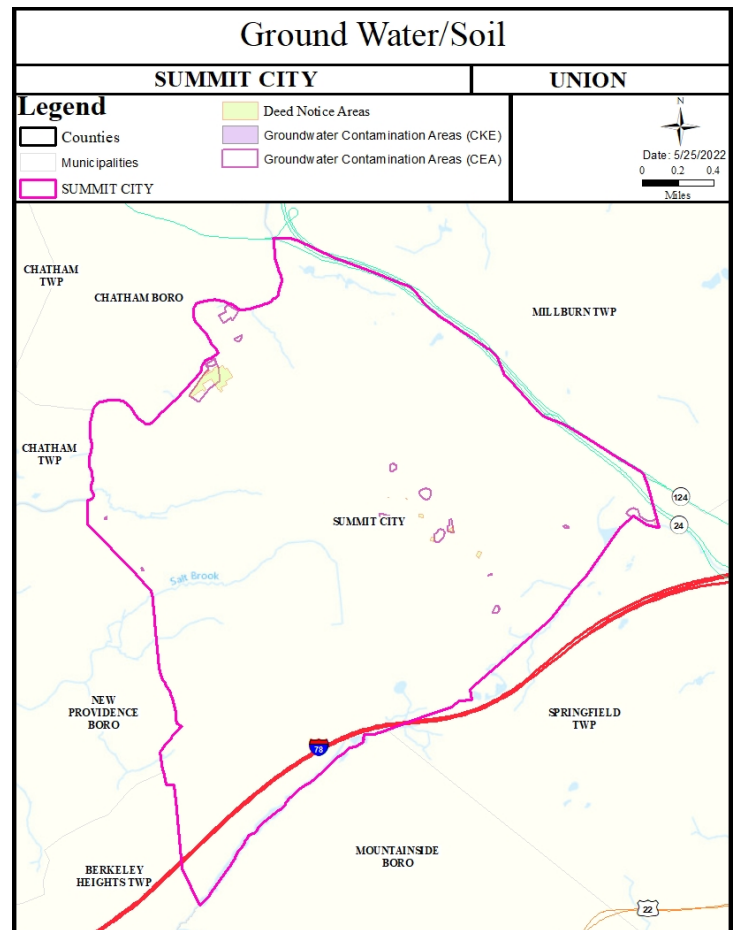 Ground Water/Soil
SUMMIT CITY
UNION
Legend
Counties
Municipalities
SUMMIT CITY
Deed Notice Areas
Groundwater Contamination Areas (CKE)
Groundwater Contamination Areas (CEA)
N
Date: 5/25/2022
0 0.2 0.4
Miles
CHATHAM
TWP
CHATHAM BORO
MILLBURN TWP
CHATHAM
TWP
124
SUMMIT CITY
24
Salt Brook
NEW
PROVIDENCE
BORO
SPRINGFIELD
TWP
78
MOUNTAINSIDE
BORO
BERKELEY
HEIGHTS TWP
22